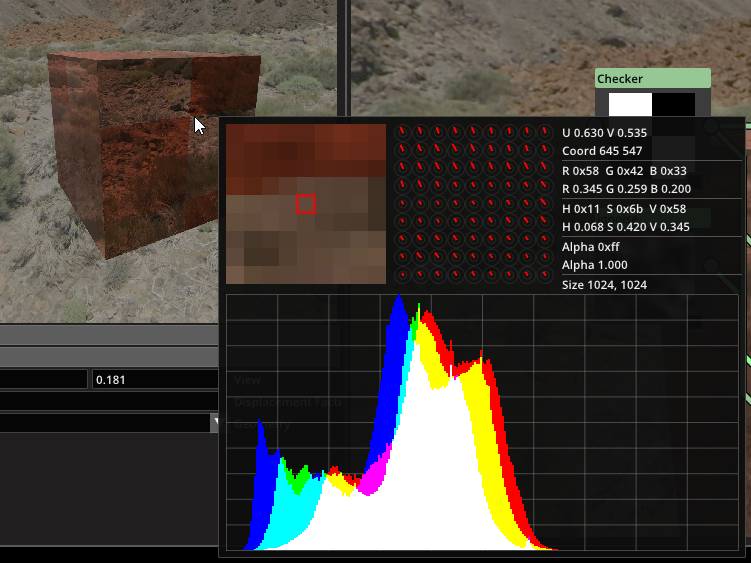 Checker
U 0.630 V 0.535
Coord 645 547
R 0x58 G 0x42 B 0x33
R 0.345 G 0.259 B 0.200
H 0x11 S 0x6b V 0x58
H 0.068 S 0.420 V 0.345
Alpha 0xff
Alpha 1.000
Size 1024, 1024
0.181
View
Displacement Facto
Geometry